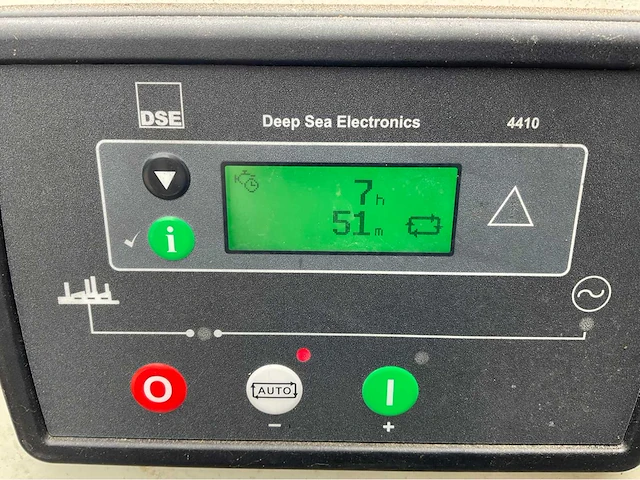 DSE
Deep Sea Electronics
4410
7 h
51 m
i
O
AUTO
I
−
+